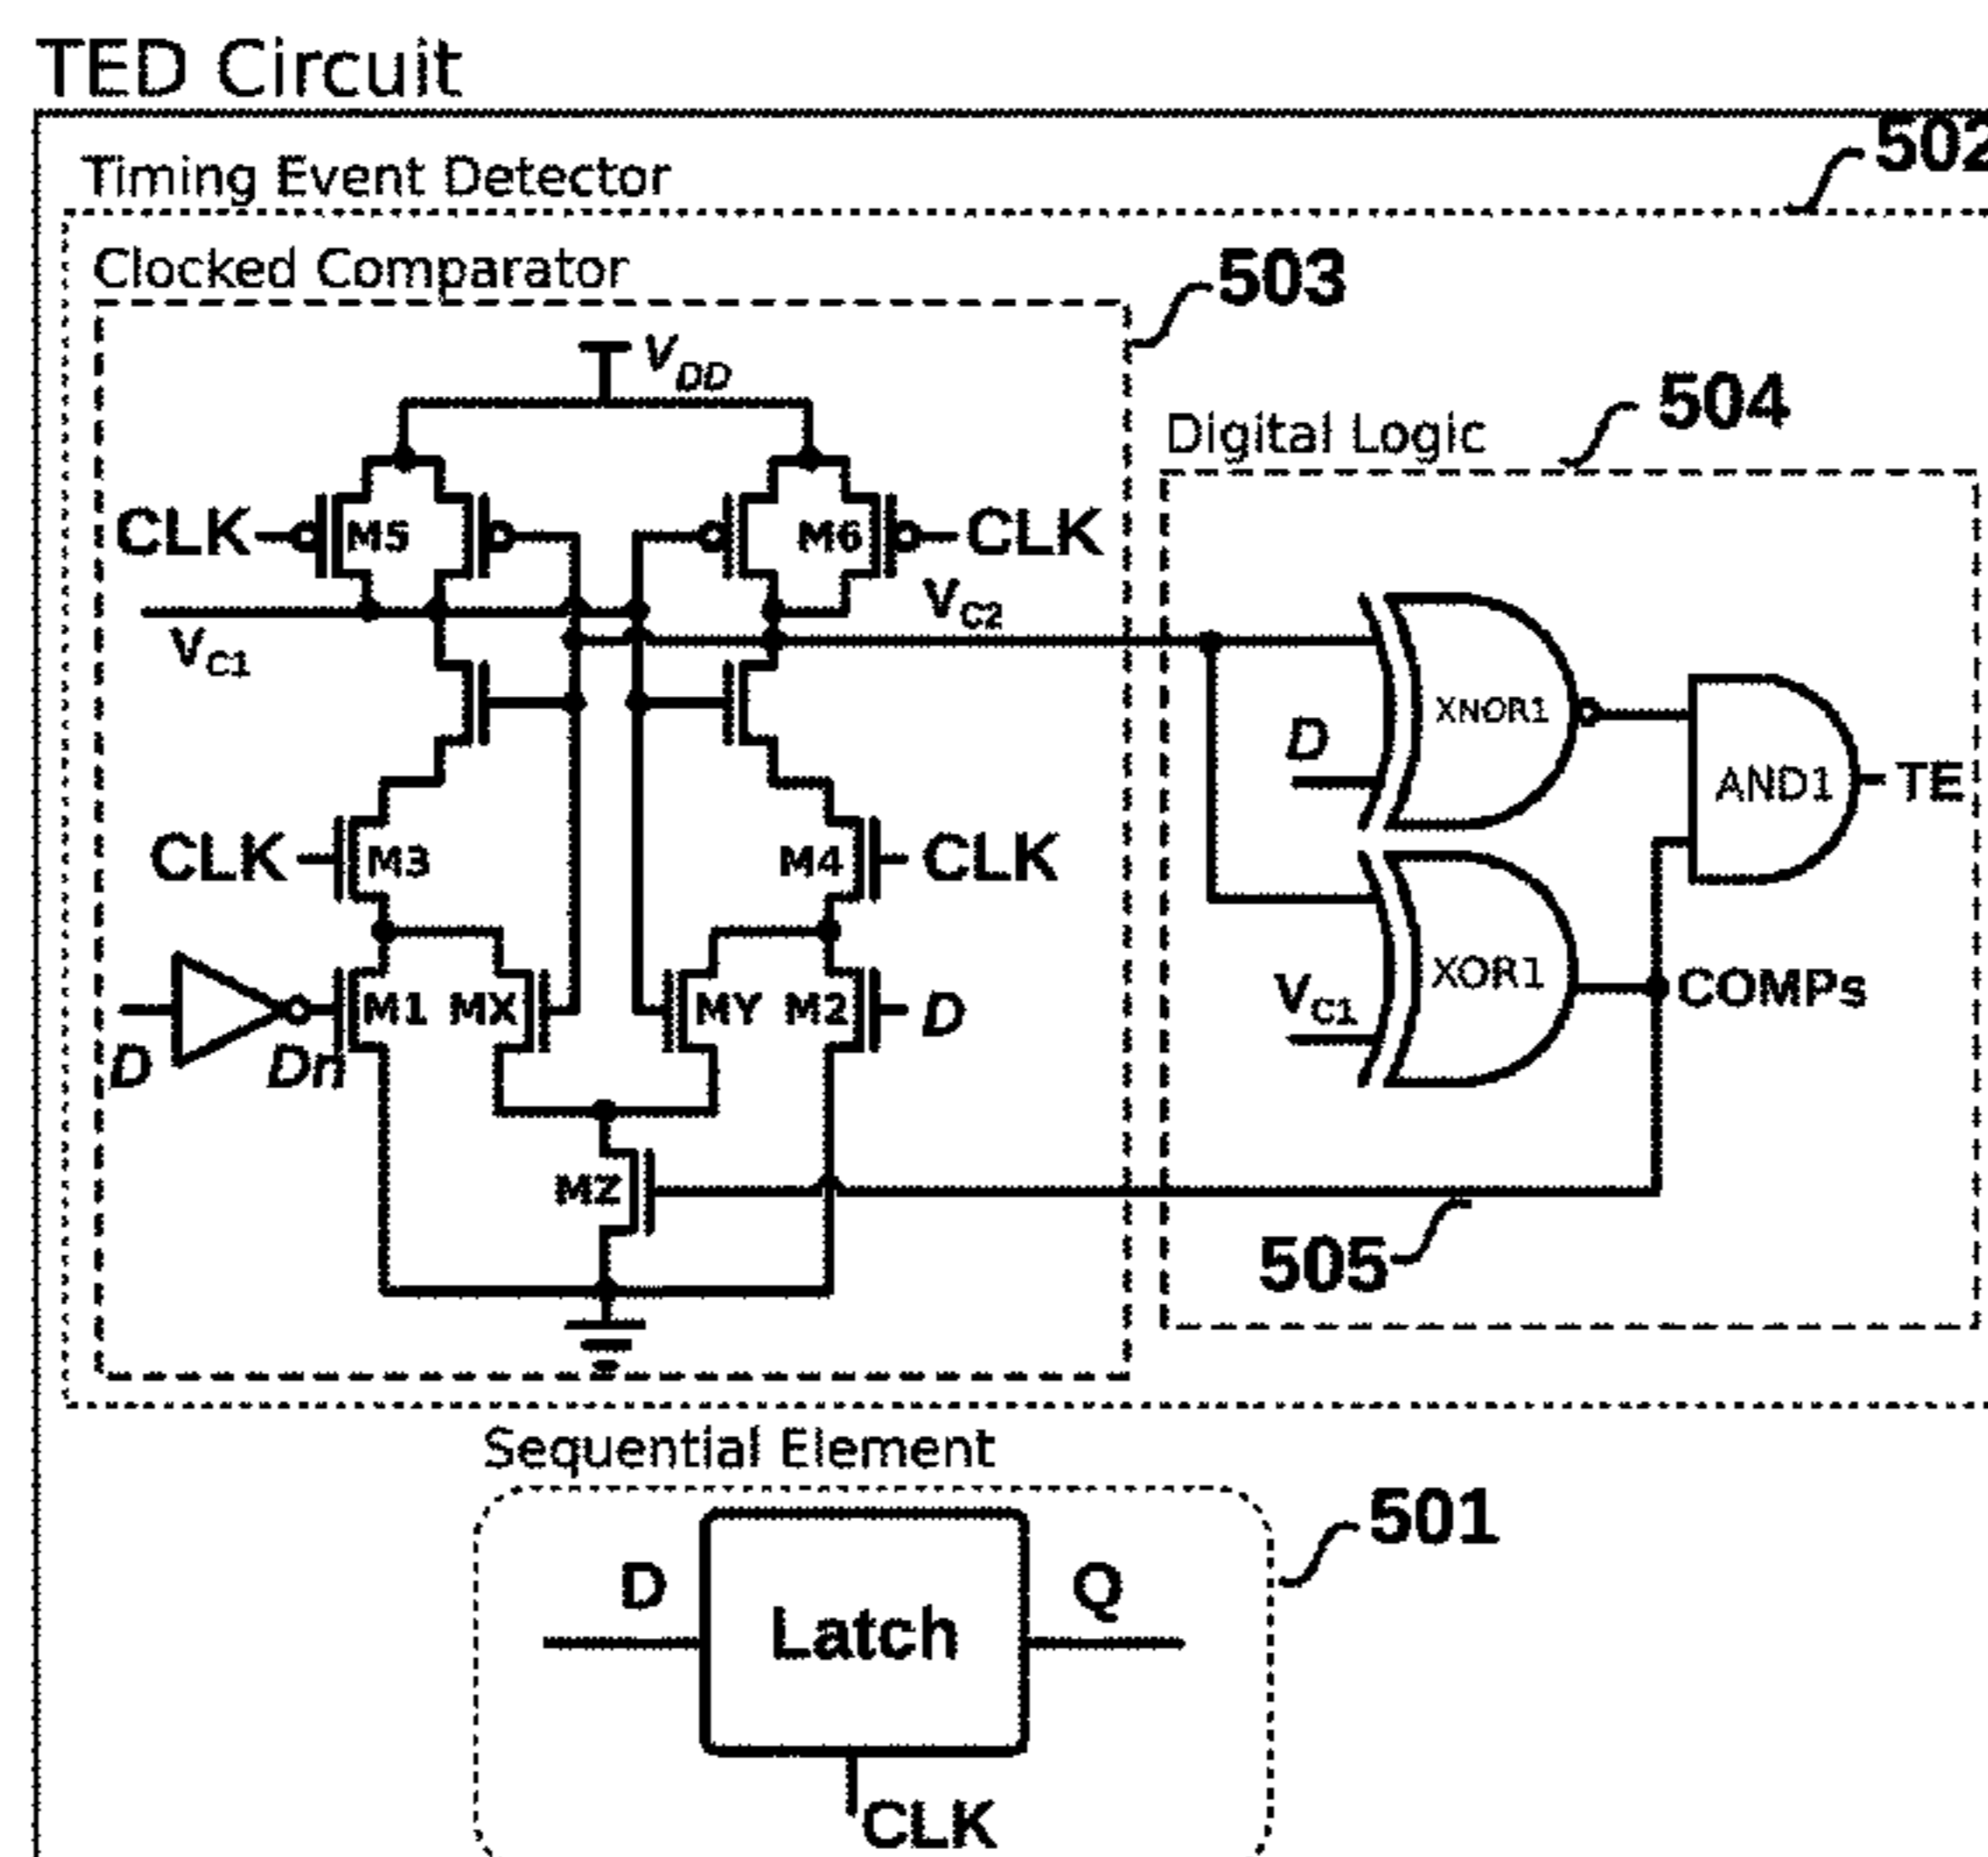 TED Circuit
502
Timing Event Detector
Clocked Comparator
503
VDD
504
Digital Logic
CLK
M5
M6
CLK
VC1
VC2
XNOR1
D
AND1
TE
CLK
M3
M4
CLK
D
Dn
M1
MX
MY
M2
D
XOR1
VC1
COMPs
MZ
505
Sequential Element
501
D
Latch
Q
CLK